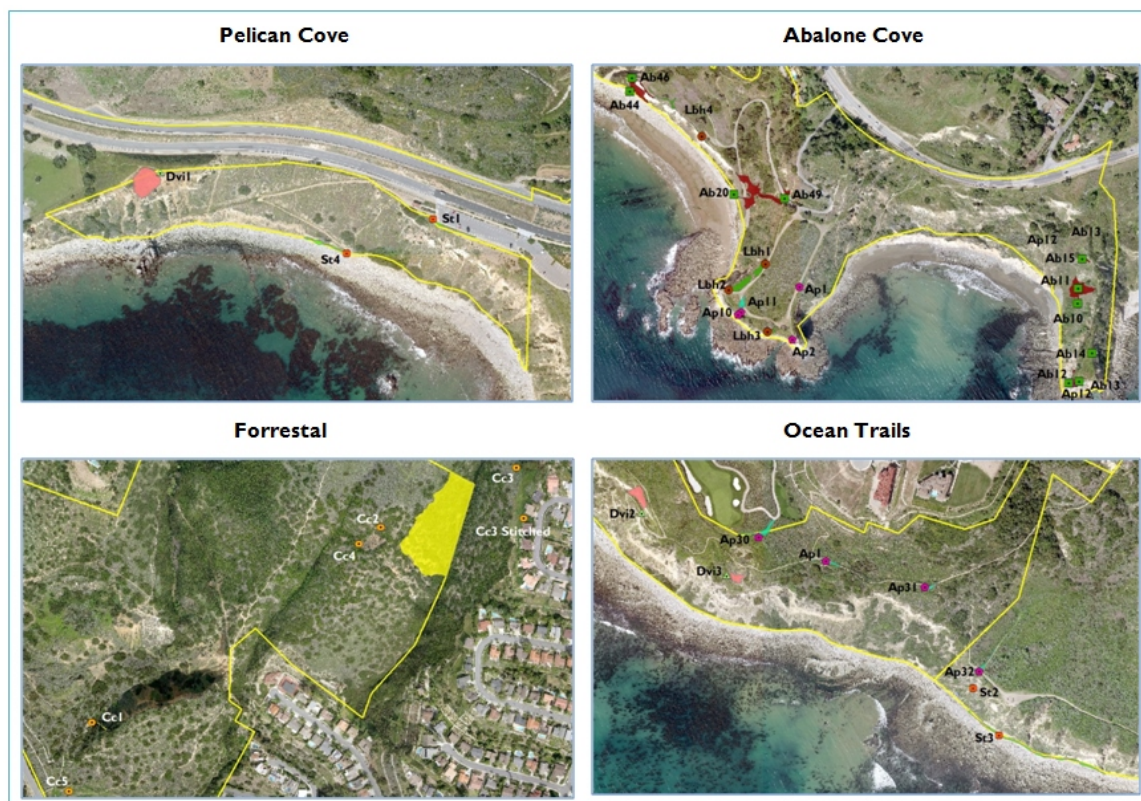 Pelican Cove
Abalone Cove
Dvi1
St1
St4
Ab46
Ab44
Lbh4
Ab20
Ab49
Lbh1
Lbh2
Ap11
Ap1
Ap10
Lbh3
Ap2
Ap12
Ab13
Ab15
Ab11
Ab10
Ab14
Ab12
Ab13
Ap12
Forrestal
Ocean Trails
Cc3
Cc2
Cc3 Stitched
Cc4
Cc1
Cc5
Dvi2
Ap30
Ap1
Dvi3
Ap31
Ap32
St2
St3